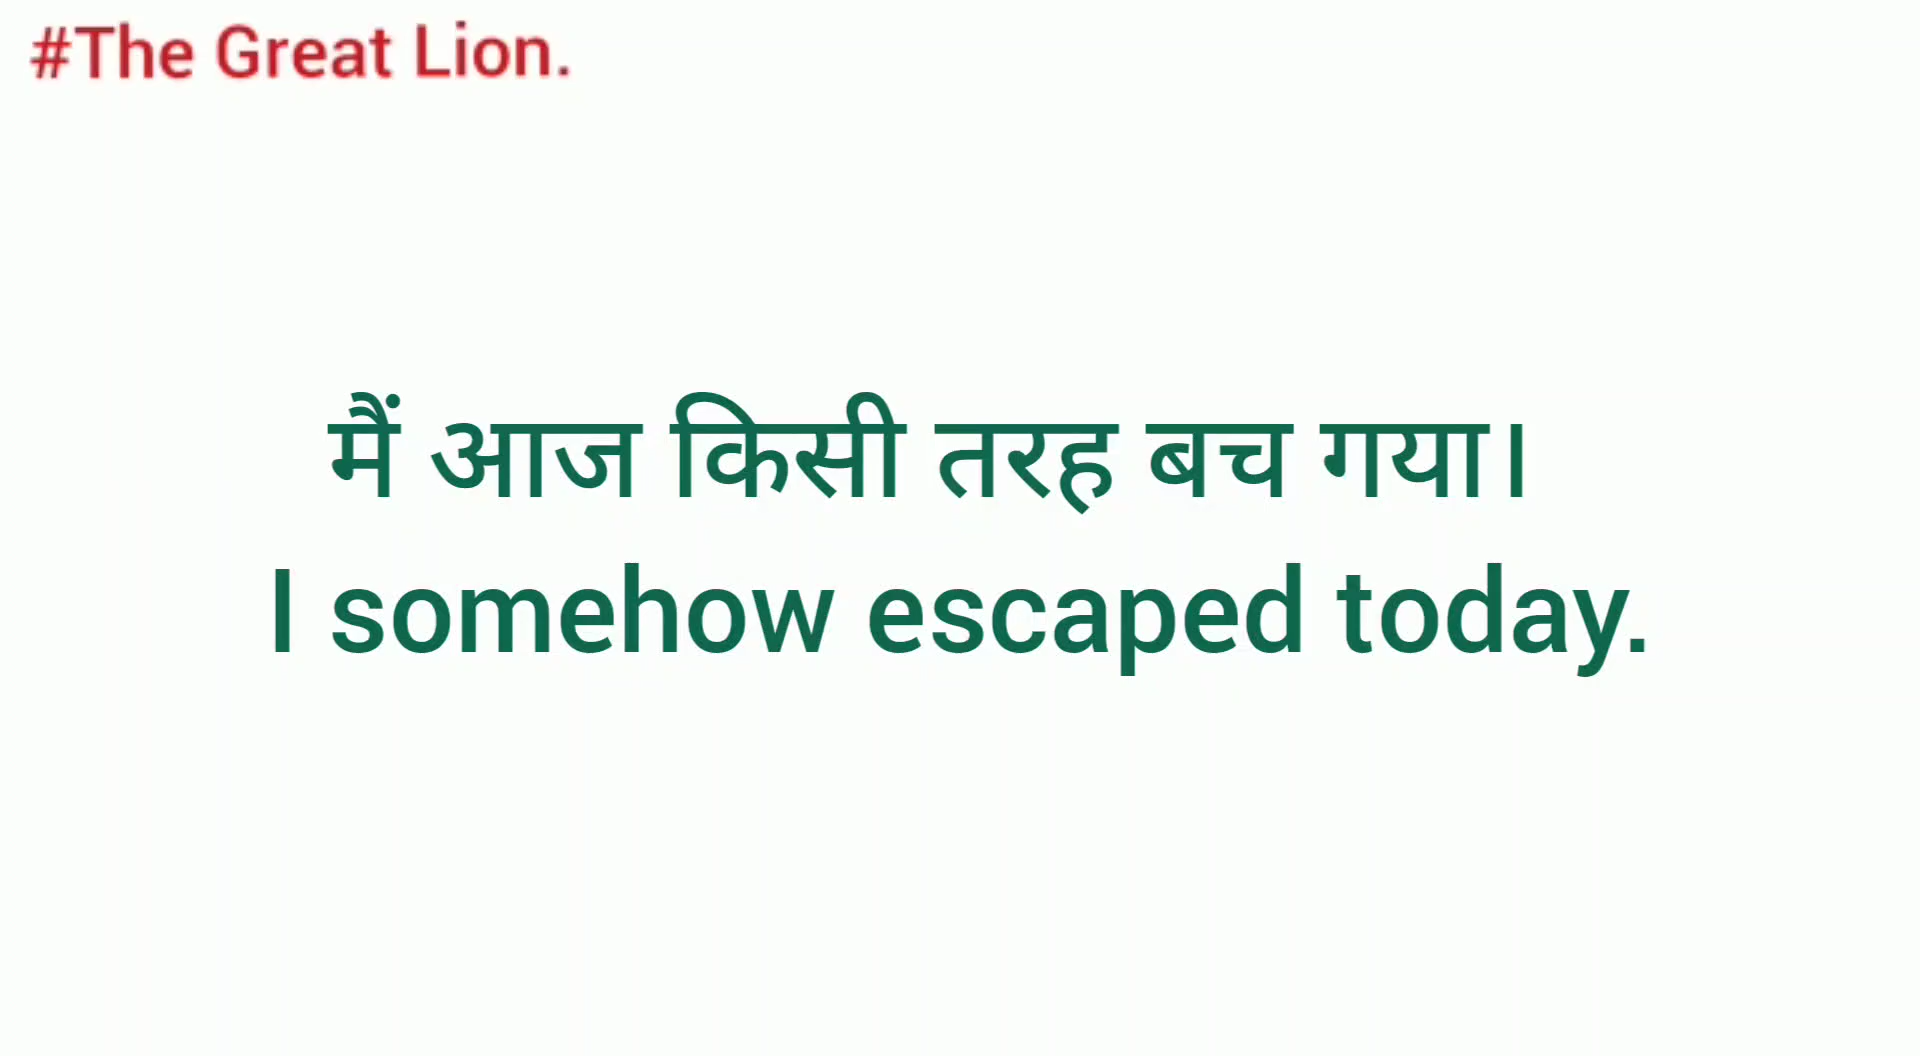 #The Great Lion.
मैं आज किसी तरह बच गया।
I somehow escaped today.